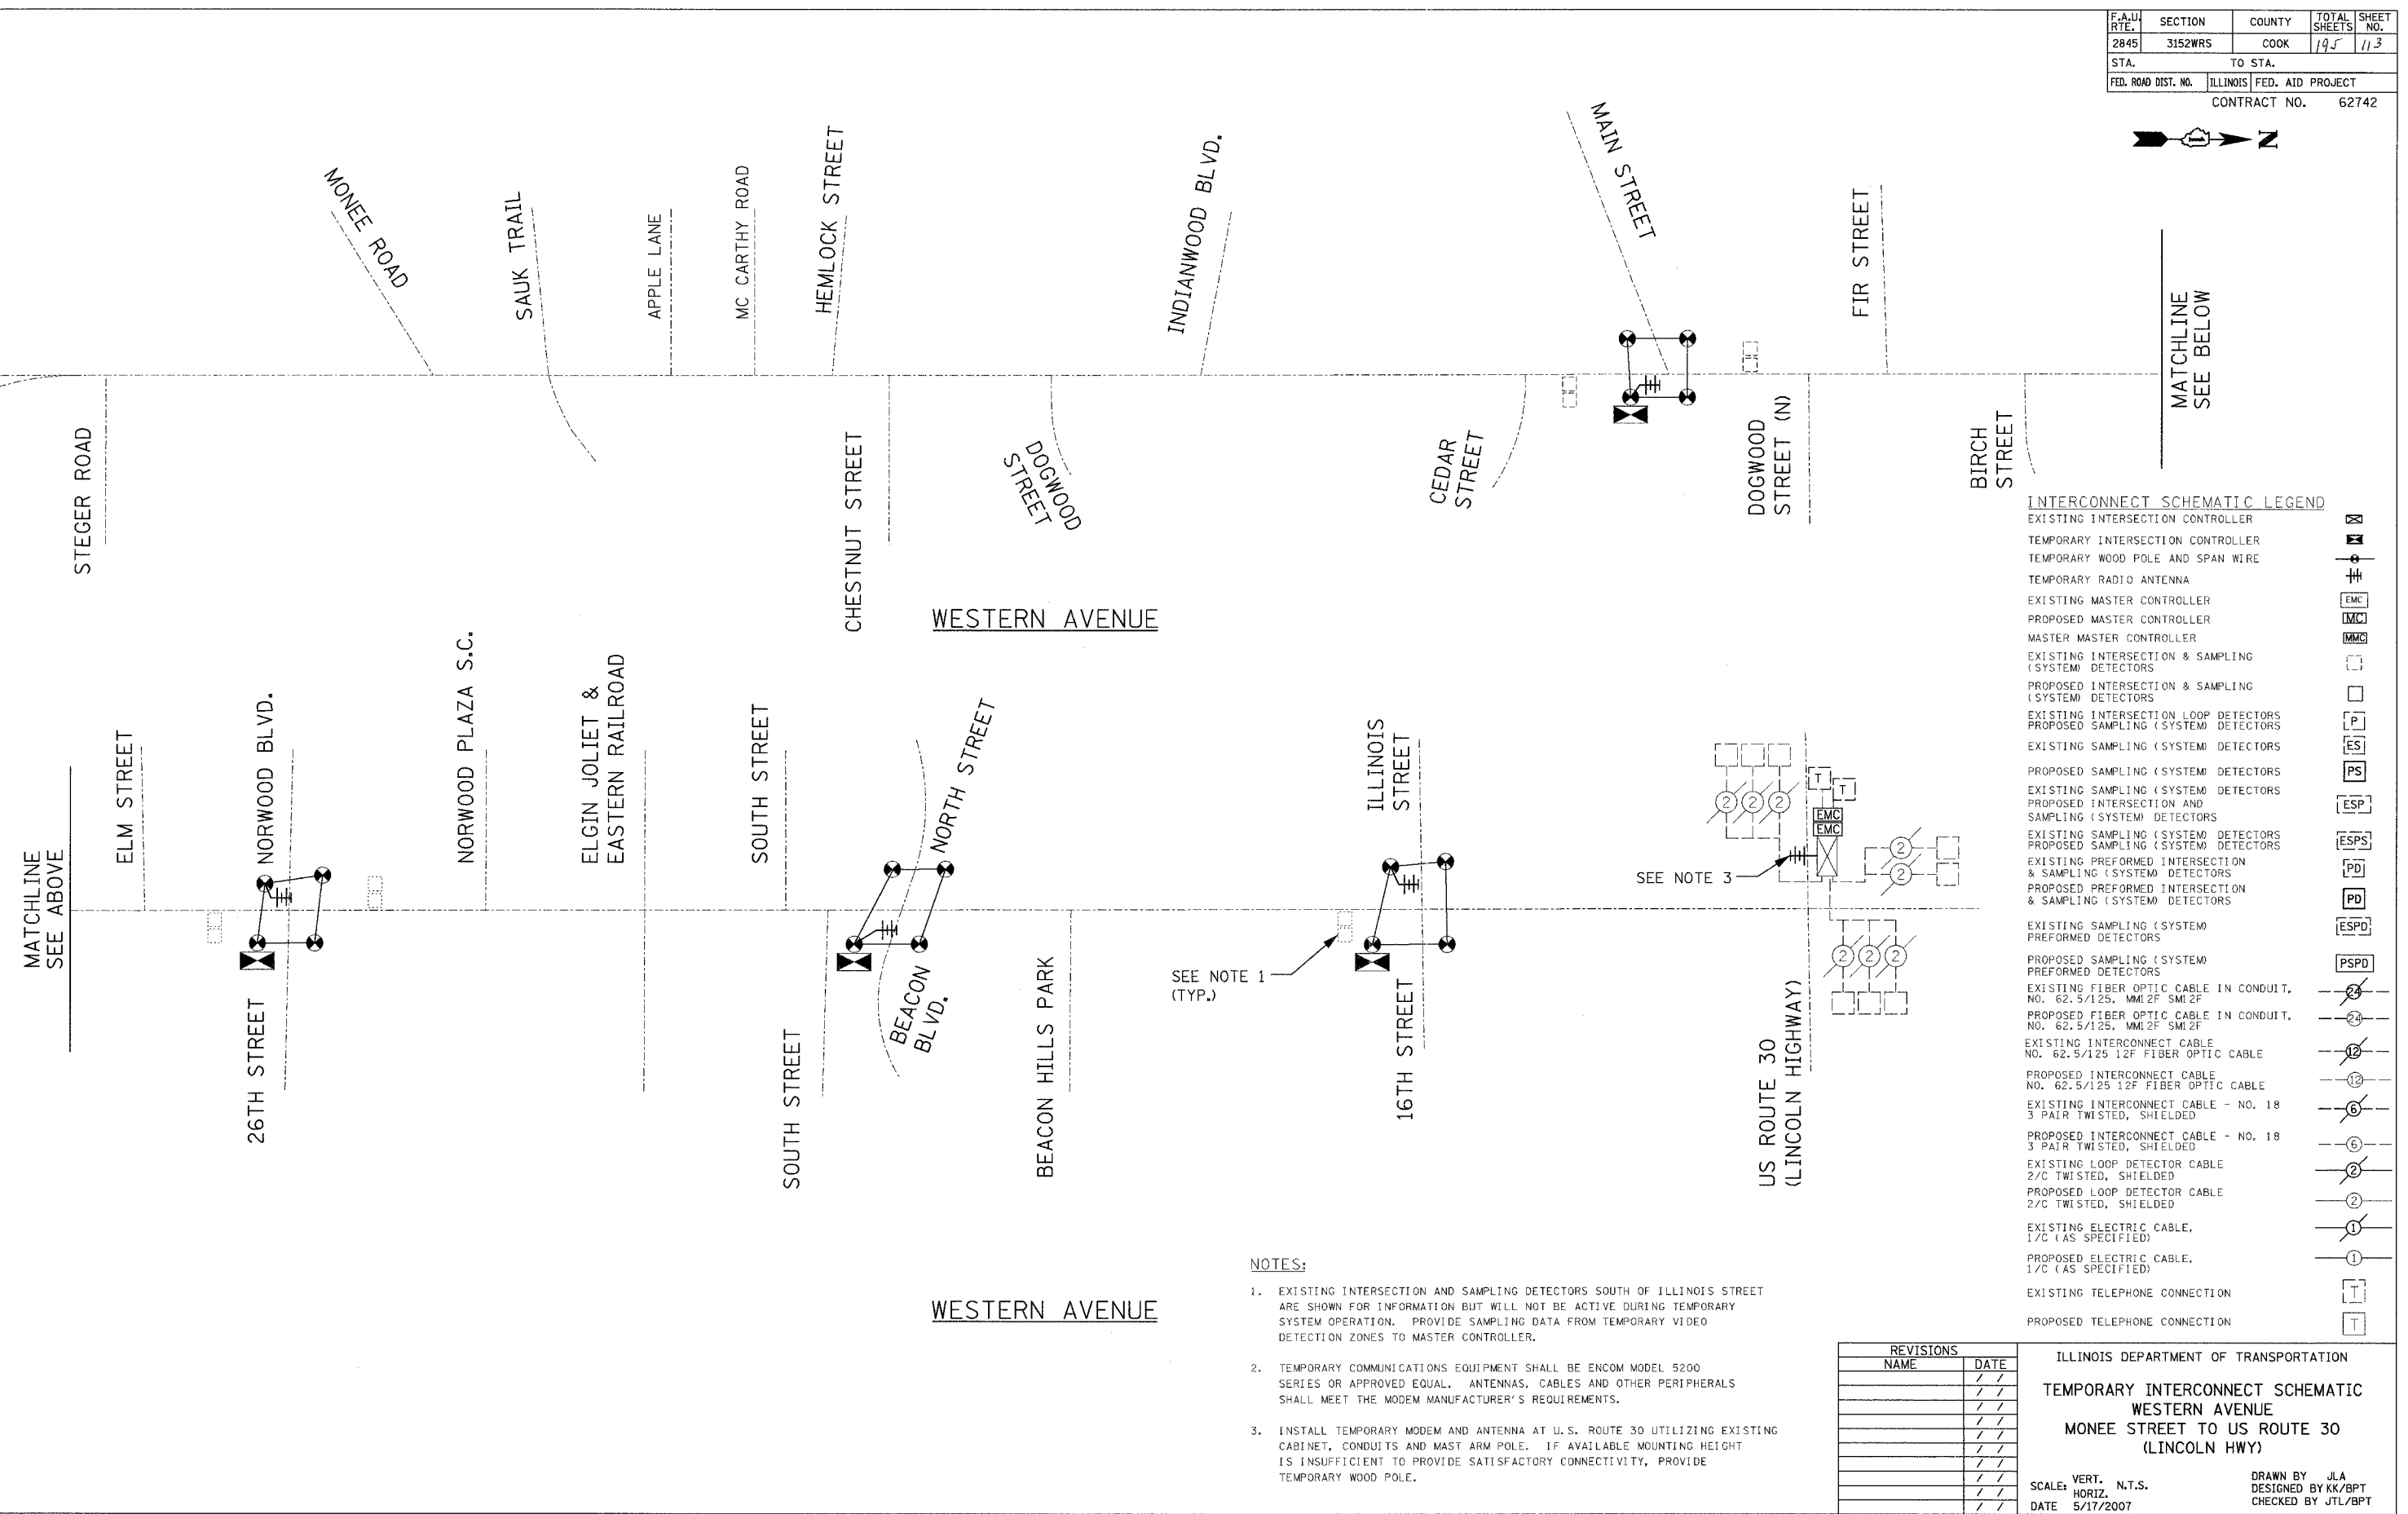 F.A.U. RTE. SECTION COUNTY TOTAL SHEETS SHEET NO.
2845 3152WRS COOK 195 113
STA. TO STA.
FED. ROAD DIST. NO. ILLINOIS FED. AID PROJECT
CONTRACT NO. 62742
N
MONEE ROAD
SAUK TRAIL
APPLE LANE
MC CARTHY ROAD
HEMLOCK STREET
INDIANWOOD BLVD.
MAIN STREET
FIR STREET
MATCHLINE
SEE BELOW
STEGER ROAD
CHESTNUT STREET
DOGWOOD
STREET
CEDAR
STREET
DOGWOOD
STREET (N)
BIRCH
STREET
WESTERN AVENUE
MATCHLINE
SEE ABOVE
ELM STREET
NORWOOD BLVD.
NORWOOD PLAZA S.C.
ELGIN JOLIET &
EASTERN RAILROAD
SOUTH STREET
NORTH STREET
ILLINOIS
STREET
2 2 2
T
T
EMC
EMC
2
2
SEE NOTE 3
2 2 2
SEE NOTE 1
(TYP.)
26TH STREET
SOUTH STREET
BEACON
BLVD.
BEACON HILLS PARK
16TH STREET
US ROUTE 30
(LINCOLN HIGHWAY)
WESTERN AVENUE
INTERCONNECT SCHEMATIC LEGEND
EXISTING INTERSECTION CONTROLLER
TEMPORARY INTERSECTION CONTROLLER
TEMPORARY WOOD POLE AND SPAN WIRE
TEMPORARY RADIO ANTENNA
EXISTING MASTER CONTROLLER EMC
PROPOSED MASTER CONTROLLER MC
MASTER MASTER CONTROLLER MMC
EXISTING INTERSECTION & SAMPLING
(SYSTEM) DETECTORS
PROPOSED INTERSECTION & SAMPLING
(SYSTEM) DETECTORS
EXISTING INTERSECTION LOOP DETECTORS
PROPOSED SAMPLING (SYSTEM) DETECTORS P
EXISTING SAMPLING (SYSTEM) DETECTORS ES
PROPOSED SAMPLING (SYSTEM) DETECTORS PS
EXISTING SAMPLING (SYSTEM) DETECTORS
PROPOSED INTERSECTION AND ESP
SAMPLING (SYSTEM) DETECTORS
EXISTING SAMPLING (SYSTEM) DETECTORS
PROPOSED SAMPLING (SYSTEM) DETECTORS ESPS
EXISTING PREFORMED INTERSECTION
& SAMPLING (SYSTEM) DETECTORS PD
PROPOSED PREFORMED INTERSECTION
& SAMPLING (SYSTEM) DETECTORS PD
EXISTING SAMPLING (SYSTEM)
PREFORMED DETECTORS ESPD
PROPOSED SAMPLING (SYSTEM)
PREFORMED DETECTORS PSPD
EXISTING FIBER OPTIC CABLE IN CONDUIT,
NO. 62.5/125, MM12F SM12F 24
PROPOSED FIBER OPTIC CABLE IN CONDUIT,
NO. 62.5/125, MM12F SM12F 24
EXISTING INTERCONNECT CABLE
NO. 62.5/125 12F FIBER OPTIC CABLE 12
PROPOSED INTERCONNECT CABLE
NO. 62.5/125 12F FIBER OPTIC CABLE 12
EXISTING INTERCONNECT CABLE - NO. 18
3 PAIR TWISTED, SHIELDED 6
PROPOSED INTERCONNECT CABLE - NO. 18
3 PAIR TWISTED, SHIELDED 6
EXISTING LOOP DETECTOR CABLE
2/C TWISTED, SHIELDED 2
PROPOSED LOOP DETECTOR CABLE
2/C TWISTED, SHIELDED 2
EXISTING ELECTRIC CABLE,
1/C (AS SPECIFIED) 1
PROPOSED ELECTRIC CABLE,
1/C (AS SPECIFIED) 1
EXISTING TELEPHONE CONNECTION T
PROPOSED TELEPHONE CONNECTION T
NOTES:
1. EXISTING INTERSECTION AND SAMPLING DETECTORS SOUTH OF ILLINOIS STREET
ARE SHOWN FOR INFORMATION BUT WILL NOT BE ACTIVE DURING TEMPORARY
SYSTEM OPERATION. PROVIDE SAMPLING DATA FROM TEMPORARY VIDEO
DETECTION ZONES TO MASTER CONTROLLER.
2. TEMPORARY COMMUNICATIONS EQUIPMENT SHALL BE ENCOM MODEL 5200
SERIES OR APPROVED EQUAL. ANTENNAS, CABLES AND OTHER PERIPHERALS
SHALL MEET THE MODEM MANUFACTURER'S REQUIREMENTS.
3. INSTALL TEMPORARY MODEM AND ANTENNA AT U.S. ROUTE 30 UTILIZING EXISTING
CABINET, CONDUITS AND MAST ARM POLE. IF AVAILABLE MOUNTING HEIGHT
IS INSUFFICIENT TO PROVIDE SATISFACTORY CONNECTIVITY, PROVIDE
TEMPORARY WOOD POLE.
REVISIONS
NAME DATE
/ /
/ /
/ /
/ /
/ /
/ /
/ /
/ /
/ /
/ /
ILLINOIS DEPARTMENT OF TRANSPORTATION
TEMPORARY INTERCONNECT SCHEMATIC
WESTERN AVENUE
MONEE STREET TO US ROUTE 30
(LINCOLN HWY)
SCALE: VERT. HORIZ. N.T.S.
DATE 5/17/2007
DRAWN BY JLA
DESIGNED BY KK/BPT
CHECKED BY JTL/BPT